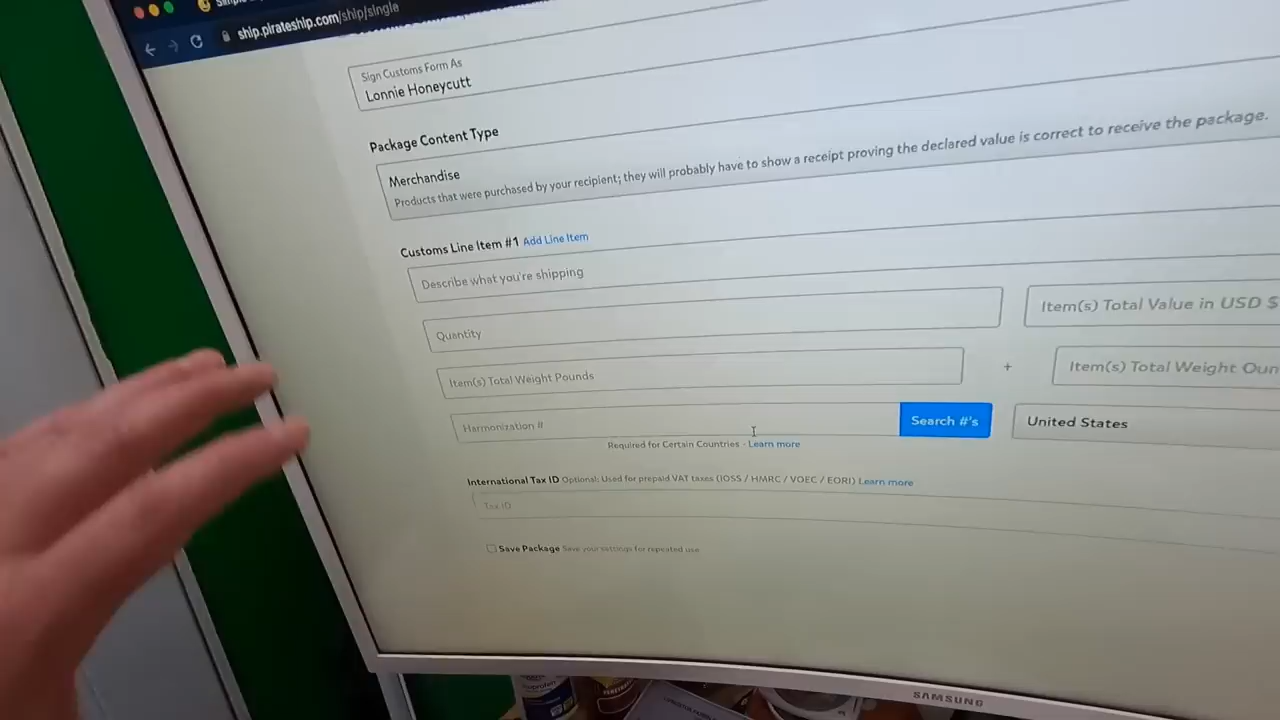 ship.pirateship.com/ship/single
Sign Customs Form As
Lonnie Honeycutt
Package Content Type
Merchandise
Products that were purchased by your recipient; they will probably have to show a receipt proving the declared value is correct to receive the package.
Customs Line Item #1 Add Line Item
Describe what you're shipping
Quantity
Item(s) Total Value in USD $
Item(s) Total Weight Pounds
+
Item(s) Total Weight Oun
Harmonization #
Search #'s
United States
Required for Certain Countries - Learn more
International Tax ID Optional: Used for prepaid VAT taxes (IOSS / HMRC / VOEC / EORI) Learn more
Tax ID
Save Package Save your settings for repeated use
SAMSUNG